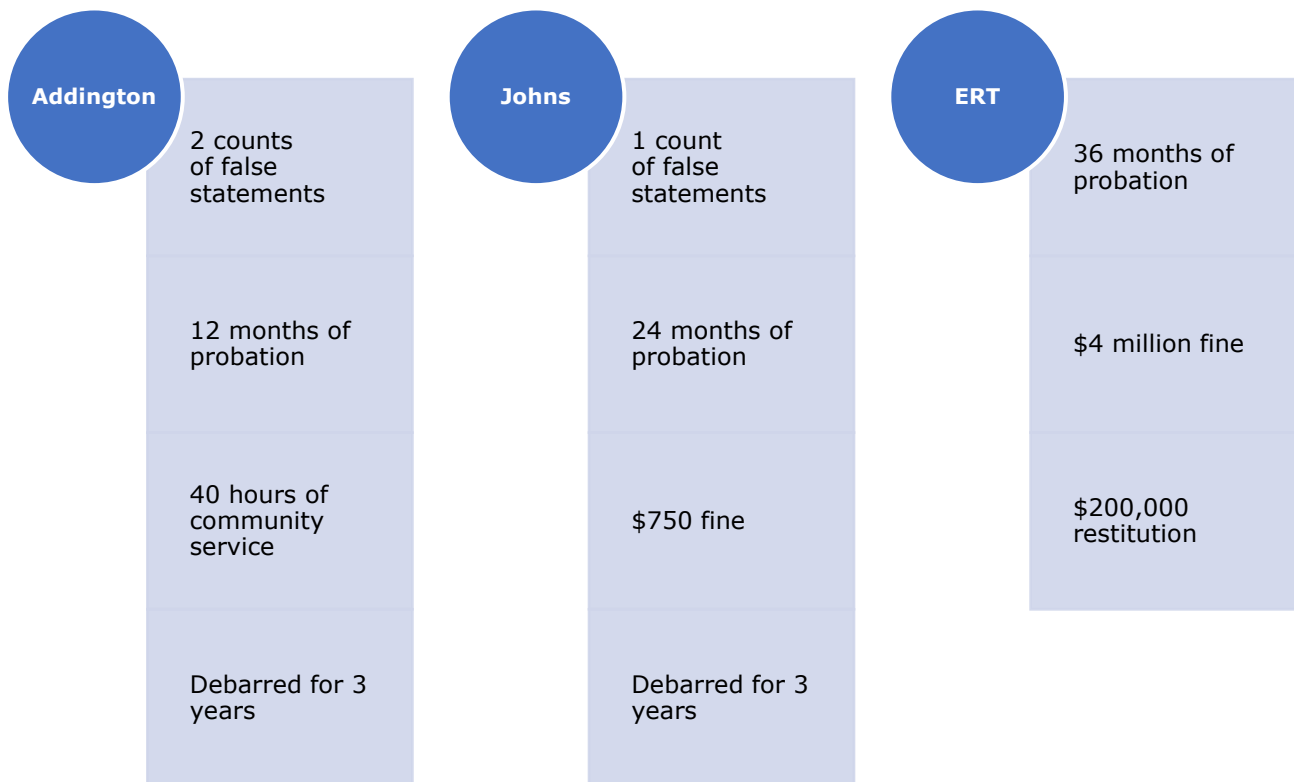 Addington
2 counts
of false
statements
12 months of
probation
40 hours of
community
service
Debarred for 3
years
Johns
1 count
of false
statements
24 months of
probation
$750 fine
Debarred for 3
years
ERT
36 months of
probation
$4 million fine
$200,000
restitution